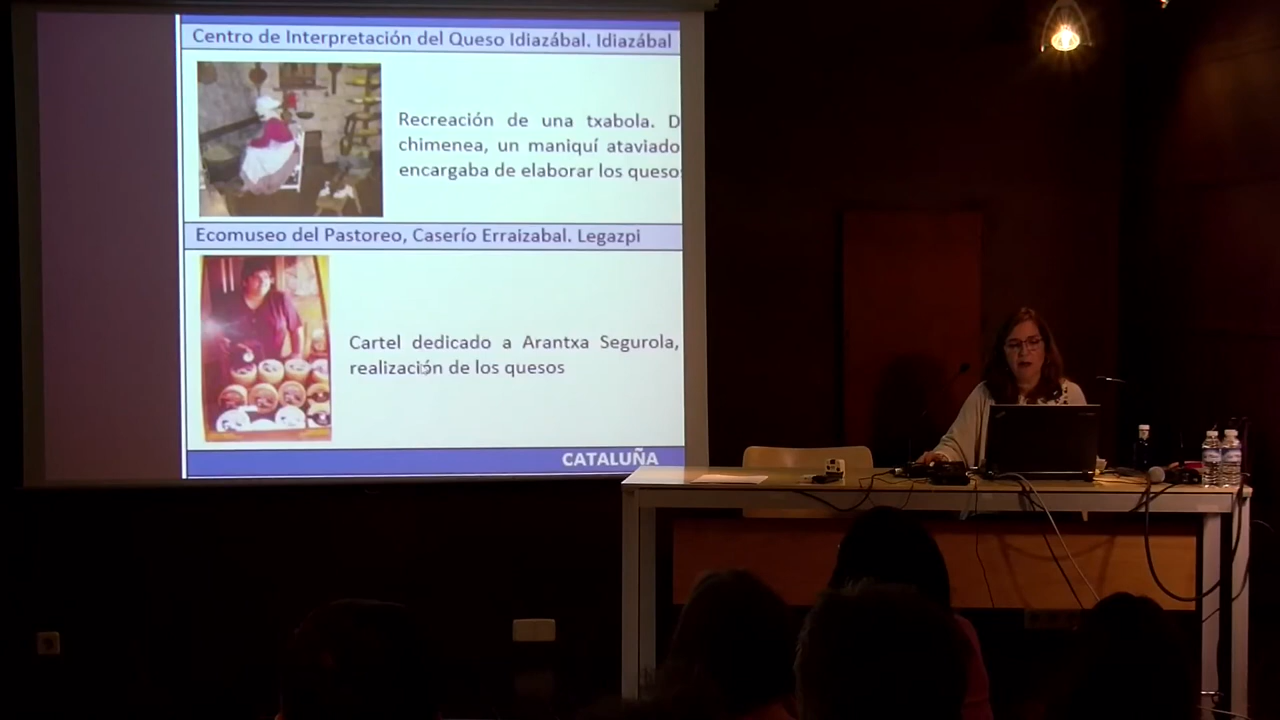 Centro de Interpretación del Queso Idiazábal. Idiazábal
Recreación de una txabola. D
chimenea, un maniquí ataviado
encargaba de elaborar los quesos
Ecomuseo del Pastoreo, Caserío Erraizabal. Legazpi
Cartel dedicado a Arantxa Segurola,
realización de los quesos
CATALUÑA